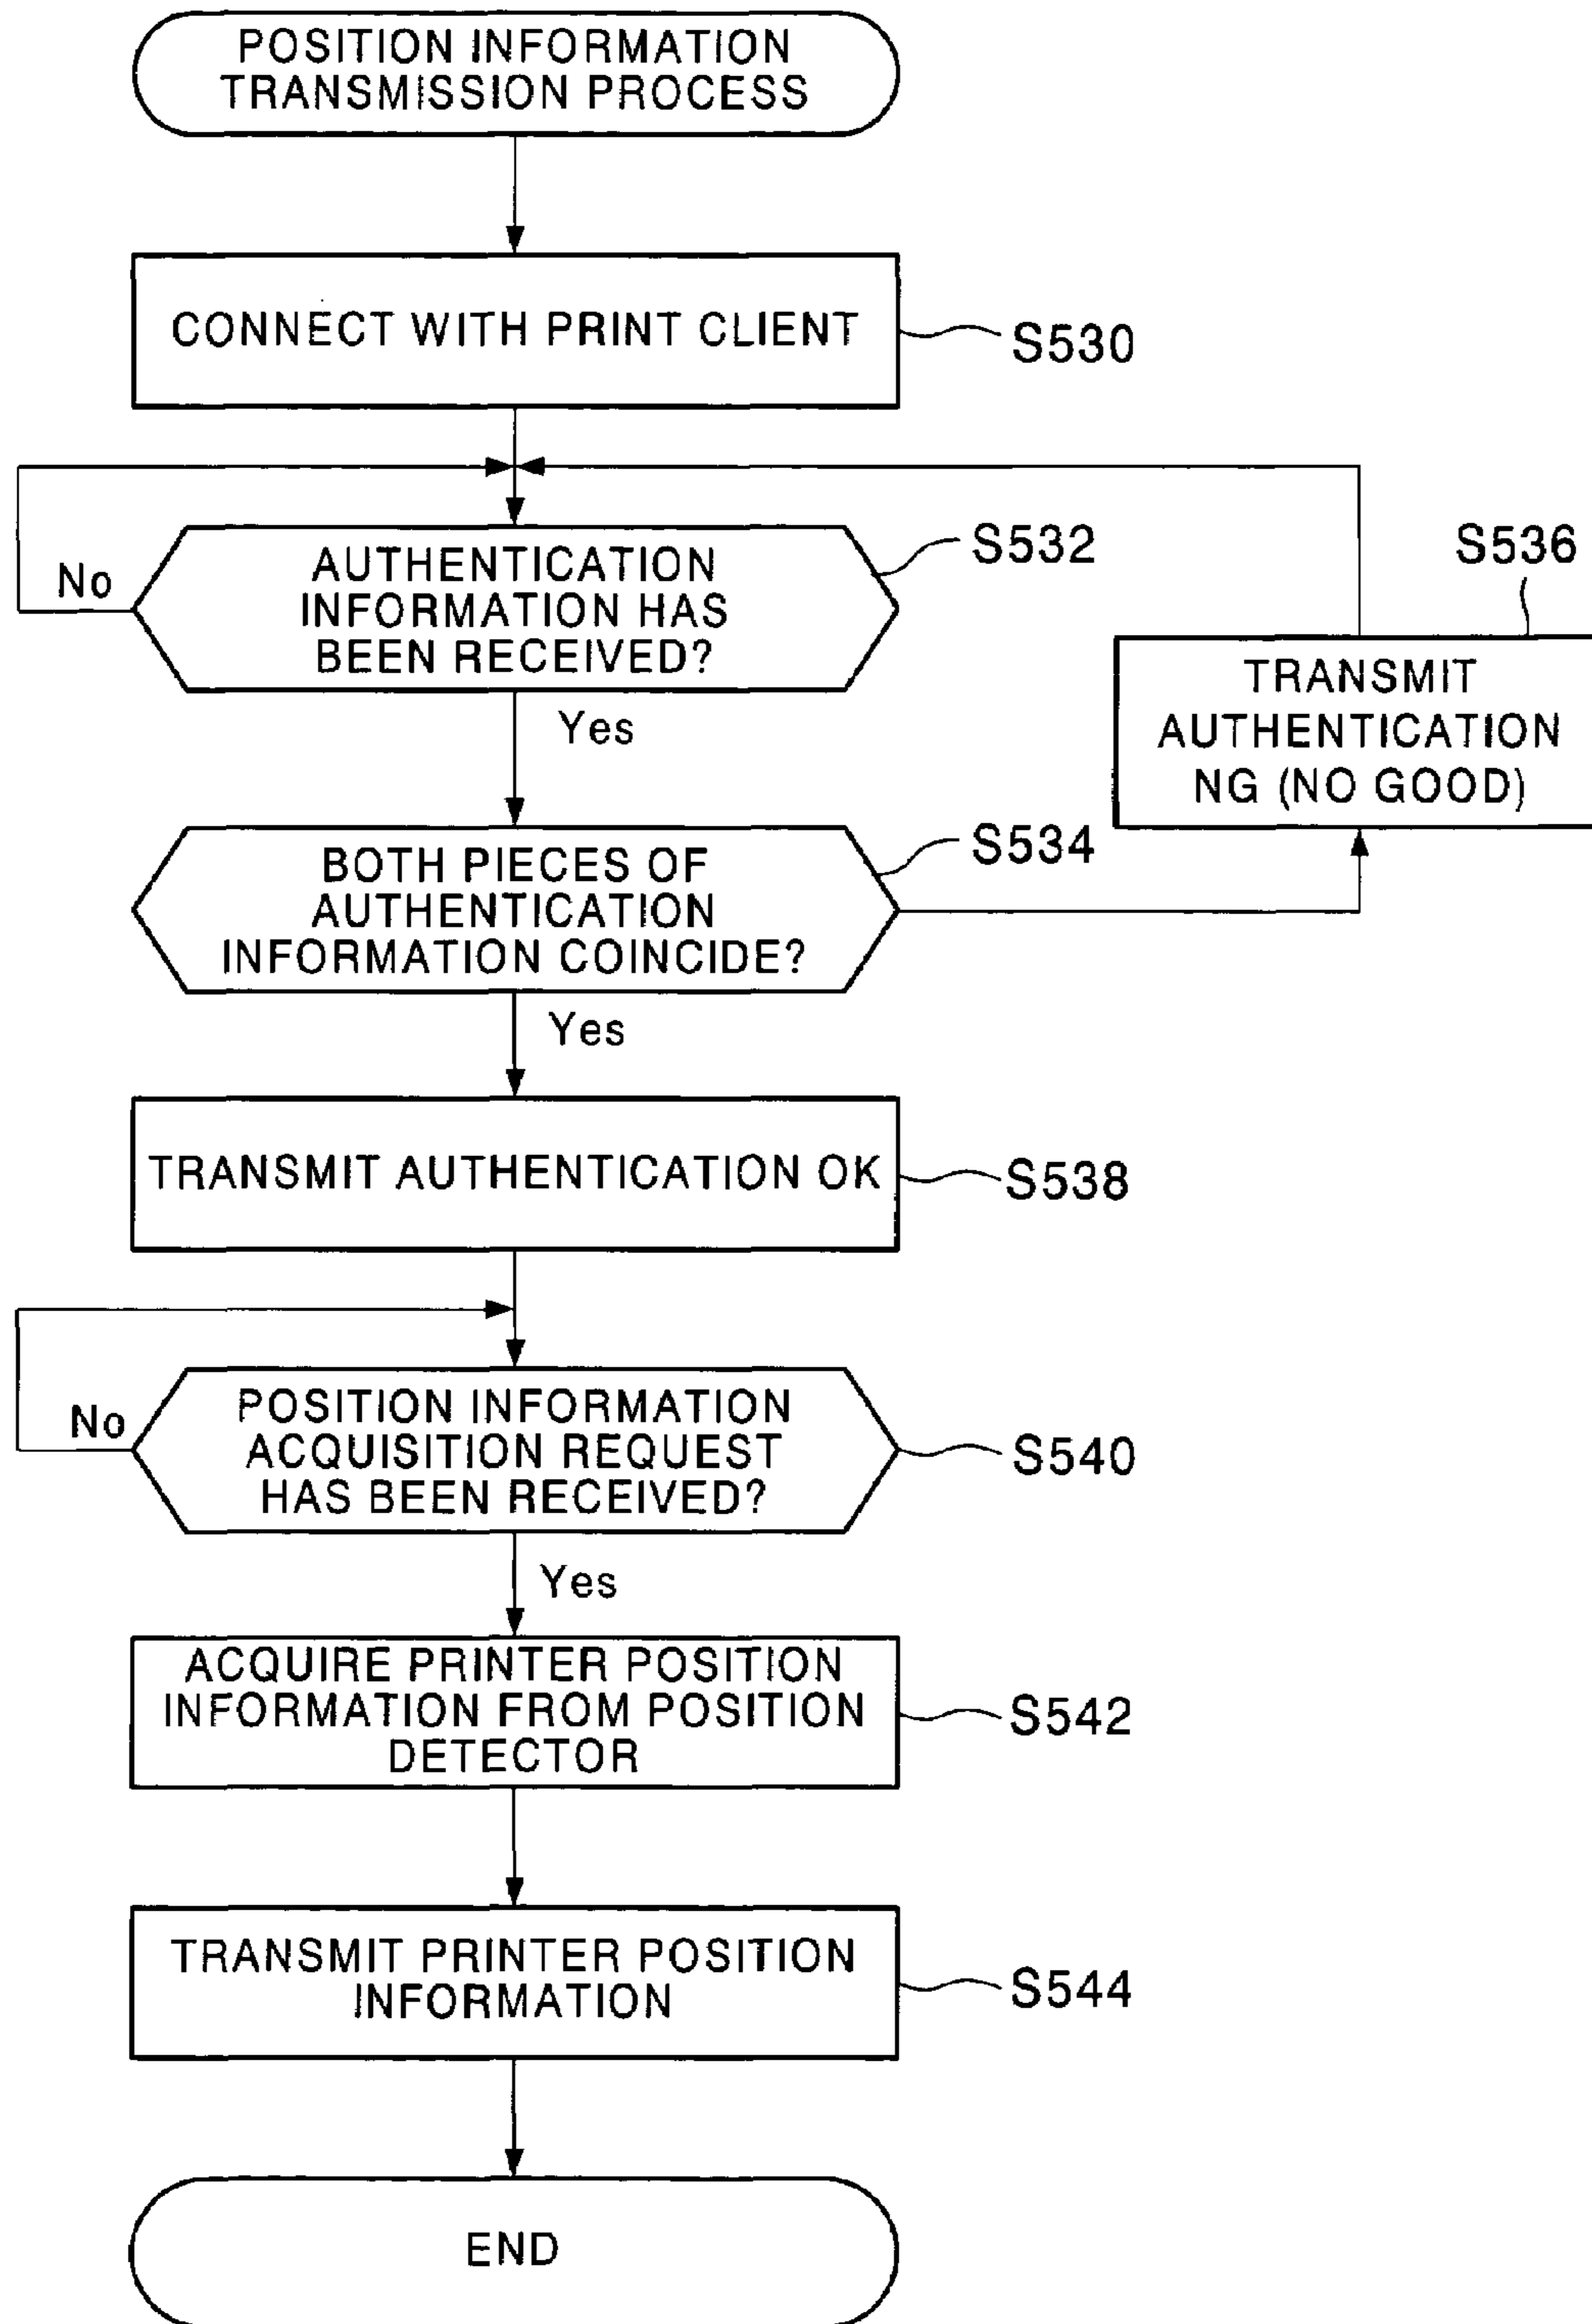 POSITION INFORMATION
TRANSMISSION PROCESS
CONNECT WITH PRINT CLIENT
S530
AUTHENTICATION
INFORMATION HAS
BEEN RECEIVED?
S532
No
Yes
S536
TRANSMIT
AUTHENTICATION
NG (NO GOOD)
BOTH PIECES OF
AUTHENTICATION
INFORMATION COINCIDE?
S534
Yes
TRANSMIT AUTHENTICATION OK
S538
POSITION INFORMATION
ACQUISITION REQUEST
HAS BEEN RECEIVED?
S540
No
Yes
ACQUIRE PRINTER POSITION
INFORMATION FROM POSITION
DETECTOR
S542
TRANSMIT PRINTER POSITION
INFORMATION
S544
END